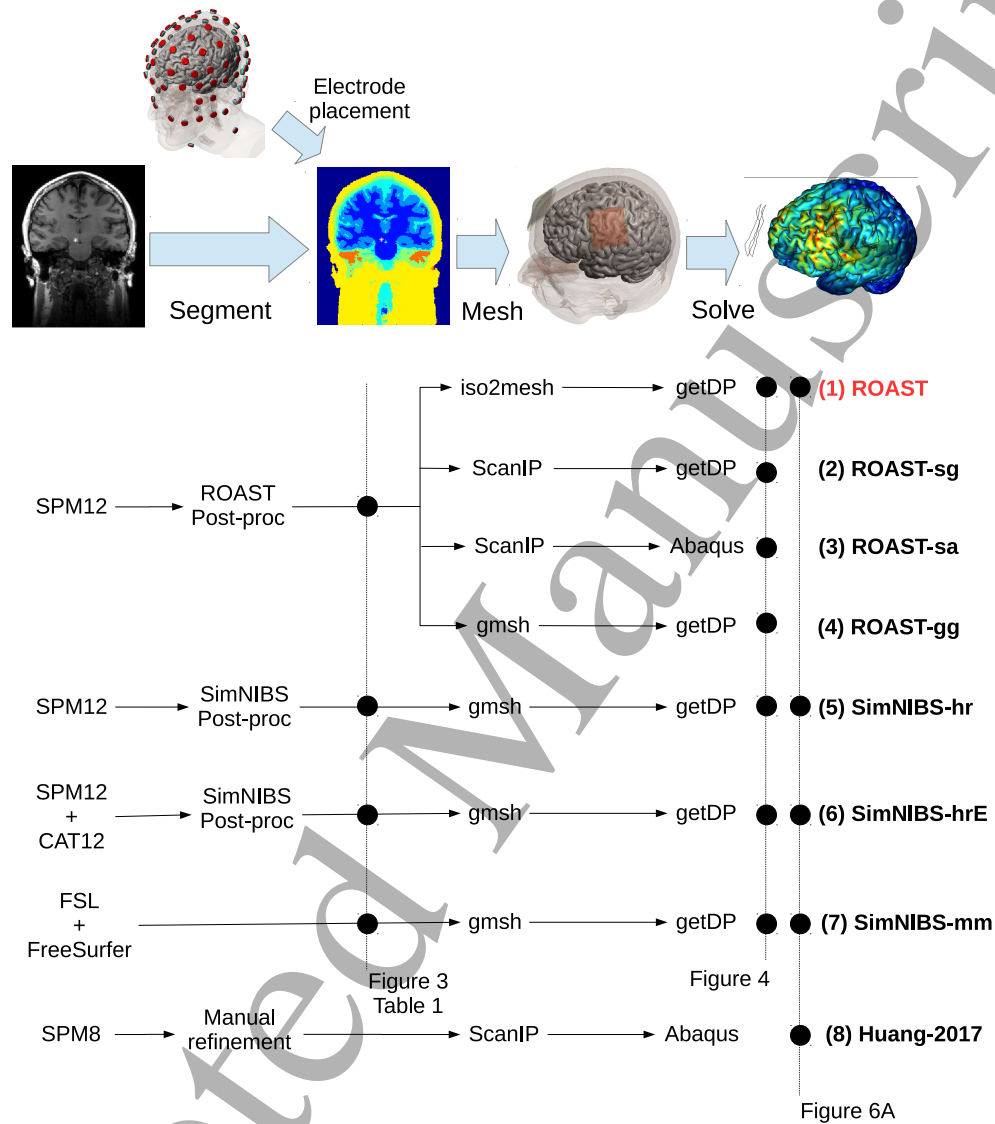 Electrode
placement
Segment
Mesh
Solve
iso2mesh
getDP
(1) ROAST
ScanIP
getDP
(2) ROAST-sg
SPM12
ROAST
Post-proc
ScanIP
Abaqus
(3) ROAST-sa
gmsh
getDP
(4) ROAST-gg
SPM12
SimNIBS
Post-proc
gmsh
getDP
(5) SimNIBS-hr
SPM12
+
CAT12
SimNIBS
Post-proc
gmsh
getDP
(6) SimNIBS-hrE
FSL
+
FreeSurfer
gmsh
getDP
(7) SimNIBS-mm
Figure 3
Table 1
Figure 4
SPM8
Manual
refinement
ScanIP
Abaqus
(8) Huang-2017
Figure 6A
ted Manuscri